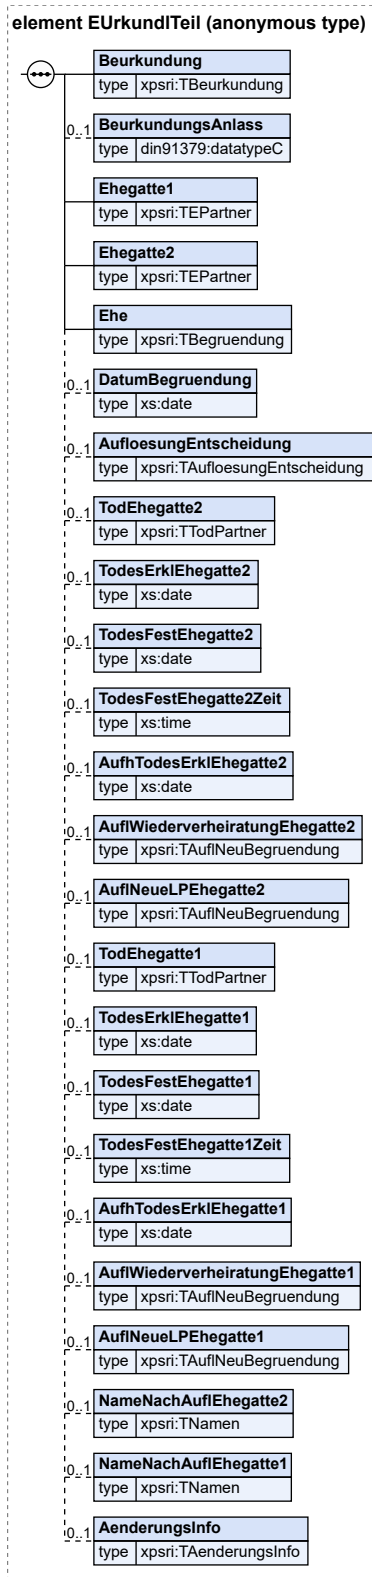 element EUrkundlTeil (anonymous type)
Beurkundung
type xpsri:TBeurkundung
0..1
BeurkundungsAnlass
type din91379:datatypeC
Ehegatte1
type xpsri:TEPartner
Ehegatte2
type xpsri:TEPartner
Ehe
type xpsri:TBegruendung
0..1
DatumBegruendung
type xs:date
0..1
AufloesungEntscheidung
type xpsri:TAufloesungEntscheidung
0..1
TodEhegatte2
type xpsri:TTodPartner
0..1
TodesErklEhegatte2
type xs:date
0..1
TodesFestEhegatte2
type xs:date
0..1
TodesFestEhegatte2Zeit
type xs:time
0..1
AufhTodesErklEhegatte2
type xs:date
0..1
AuflWiederverheiratungEhegatte2
type xpsri:TAuflNeuBegruendung
0..1
AuflNeueLPEhegatte2
type xpsri:TAuflNeuBegruendung
0..1
TodEhegatte1
type xpsri:TTodPartner
0..1
TodesErklEhegatte1
type xs:date
0..1
TodesFestEhegatte1
type xs:date
0..1
TodesFestEhegatte1Zeit
type xs:time
0..1
AufhTodesErklEhegatte1
type xs:date
0..1
AuflWiederverheiratungEhegatte1
type xpsri:TAuflNeuBegruendung
0..1
AuflNeueLPEhegatte1
type xpsri:TAuflNeuBegruendung
0..1
NameNachAuflEhegatte2
type xpsri:TNamen
0..1
NameNachAuflEhegatte1
type xpsri:TNamen
0..1
AenderungsInfo
type xpsri:TAenderungsInfo